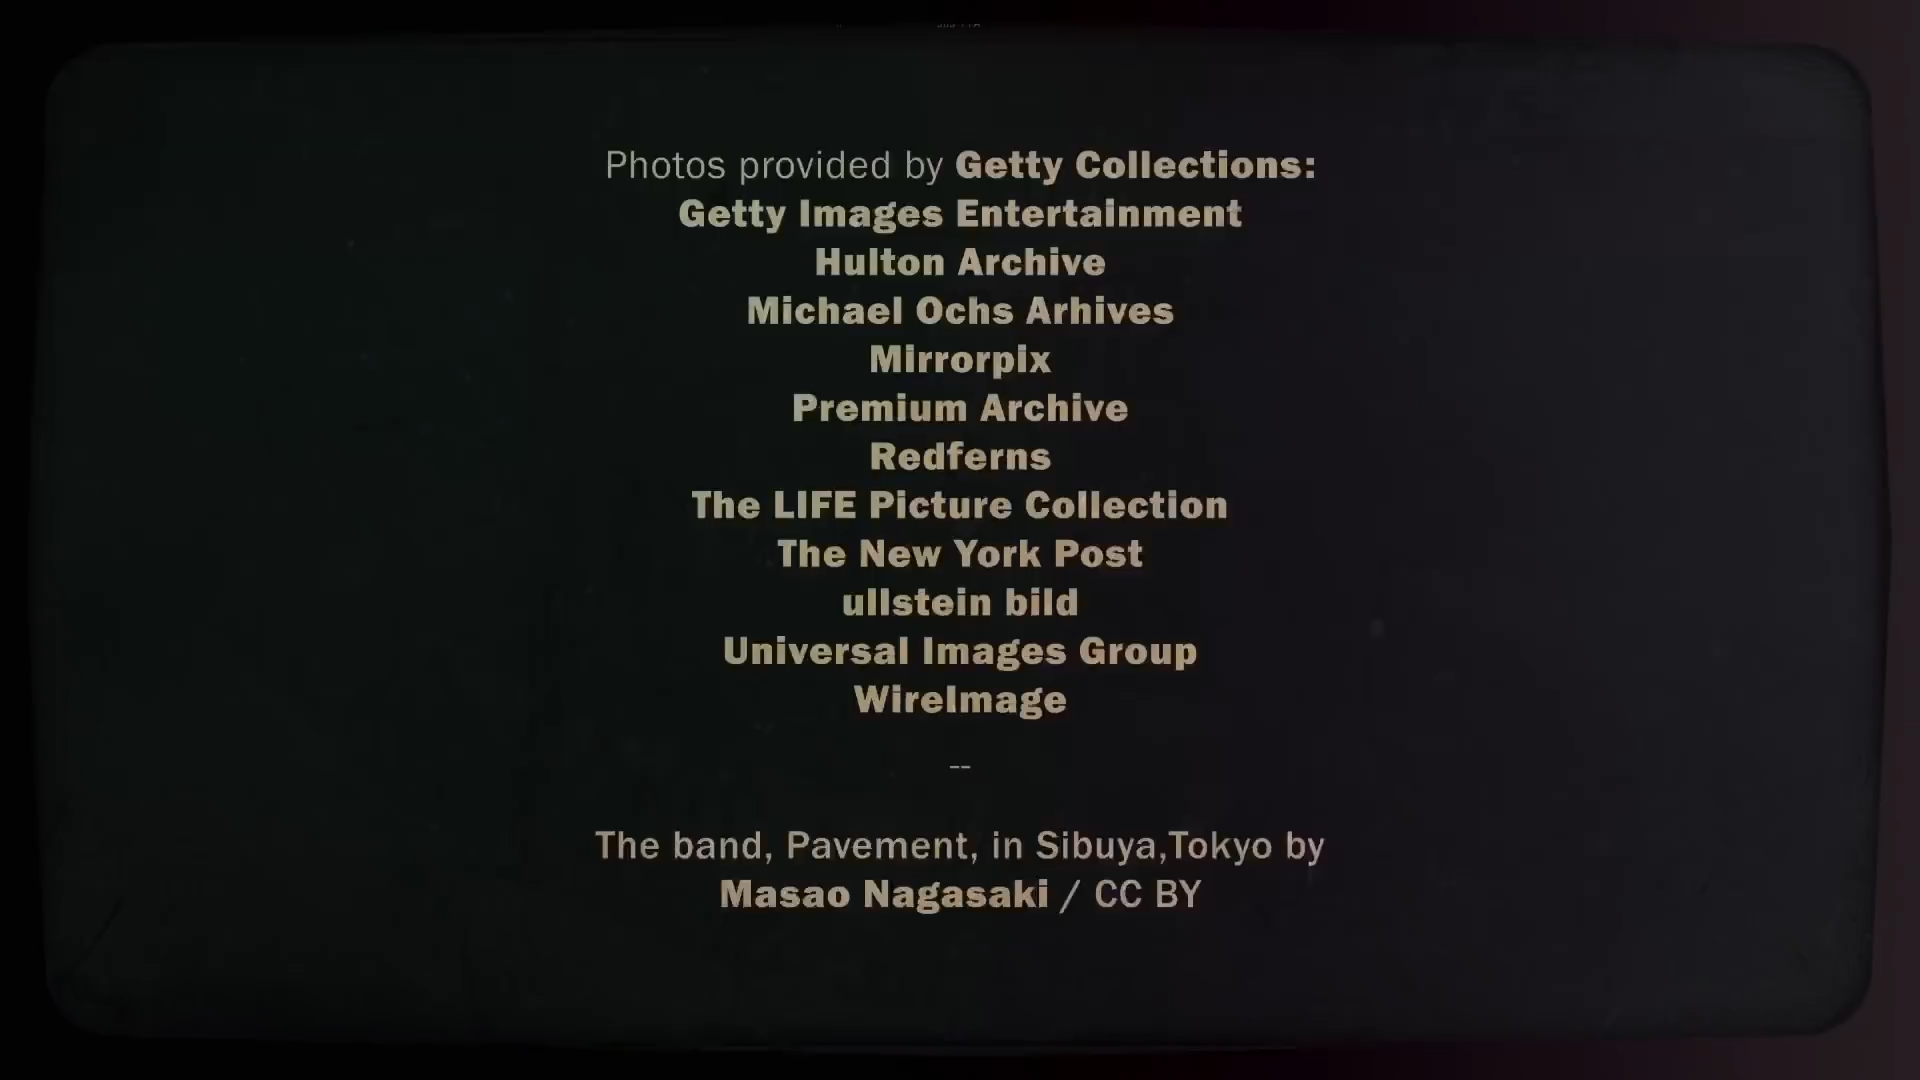 Photos provided by Getty Collections:
Getty Images Entertainment
Hulton Archive
Michael Ochs Arhives
Mirrorpix
Premium Archive
Redferns
The LIFE Picture Collection
The New York Post
ullstein bild
Universal Images Group
WireImage
--
The band, Pavement, in Sibuya,Tokyo by
Masao Nagasaki / CC BY